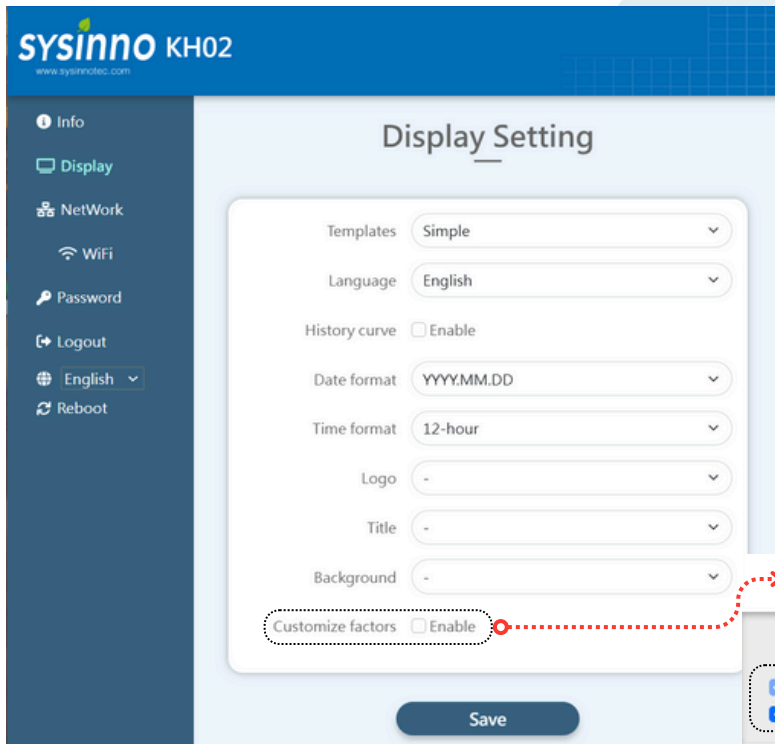 sysinno KH02
www.sysinnotec.com
Info
Display
NetWork
WiFi
Password
Logout
English
Reboot
Display Setting
Templates Simple
Language English
History curve Enable
Date format YYYY.MM.DD
Time format 12-hour
Logo -
Title -
Background -
Customize factors Enable
Save